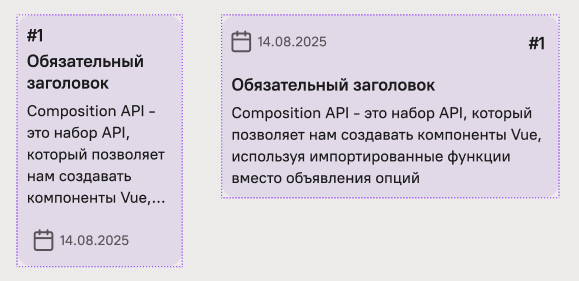 #1
Обязательный
заголовок
Composition API -
это набор API,
который позволяет
нам создавать
компоненты Vue,...
14.08.2025
14.08.2025
#1
Обязательный заголовок
Composition API - это набор API, который
позволяет нам создавать компоненты Vue,
используя импортированные функции
вместо объявления опций